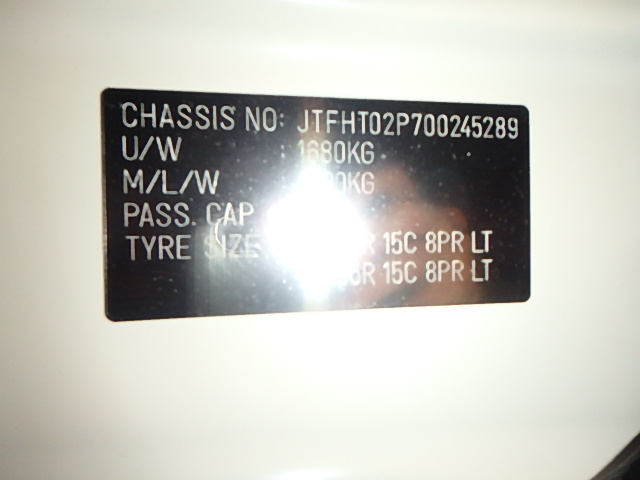 CHASSIS NO: JTFHT02P700245289
U/W : 1680KG
M/L/W
PASS. CAP
TYRE SIZE 15C 8PR LT
15C 8PR LT